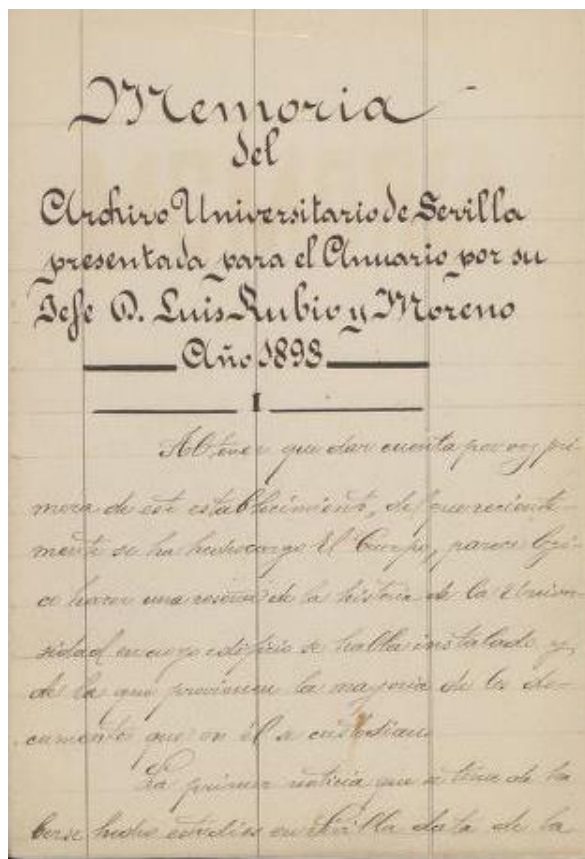 Memoria
del
Archivo Universitario de Sevilla
presentada para el Anuario por su
Jefe D. Luis Rubio y Moreno
Año 1898
I
Al tener que dar cuenta por vez pri-
mera de este establecimiento, del que reciente-
mente se ha hecho cargo El Cuerpo, parece lógi-
co hacer una reseña de la historia de la Univer-
sidad en cuyo edificio se halla instalado y
de la que provienen la mayoria de los do-
cumentos que en él se custodian
La primer noticia que se tiene de ha
berse hecho estudios en Sevilla data de la